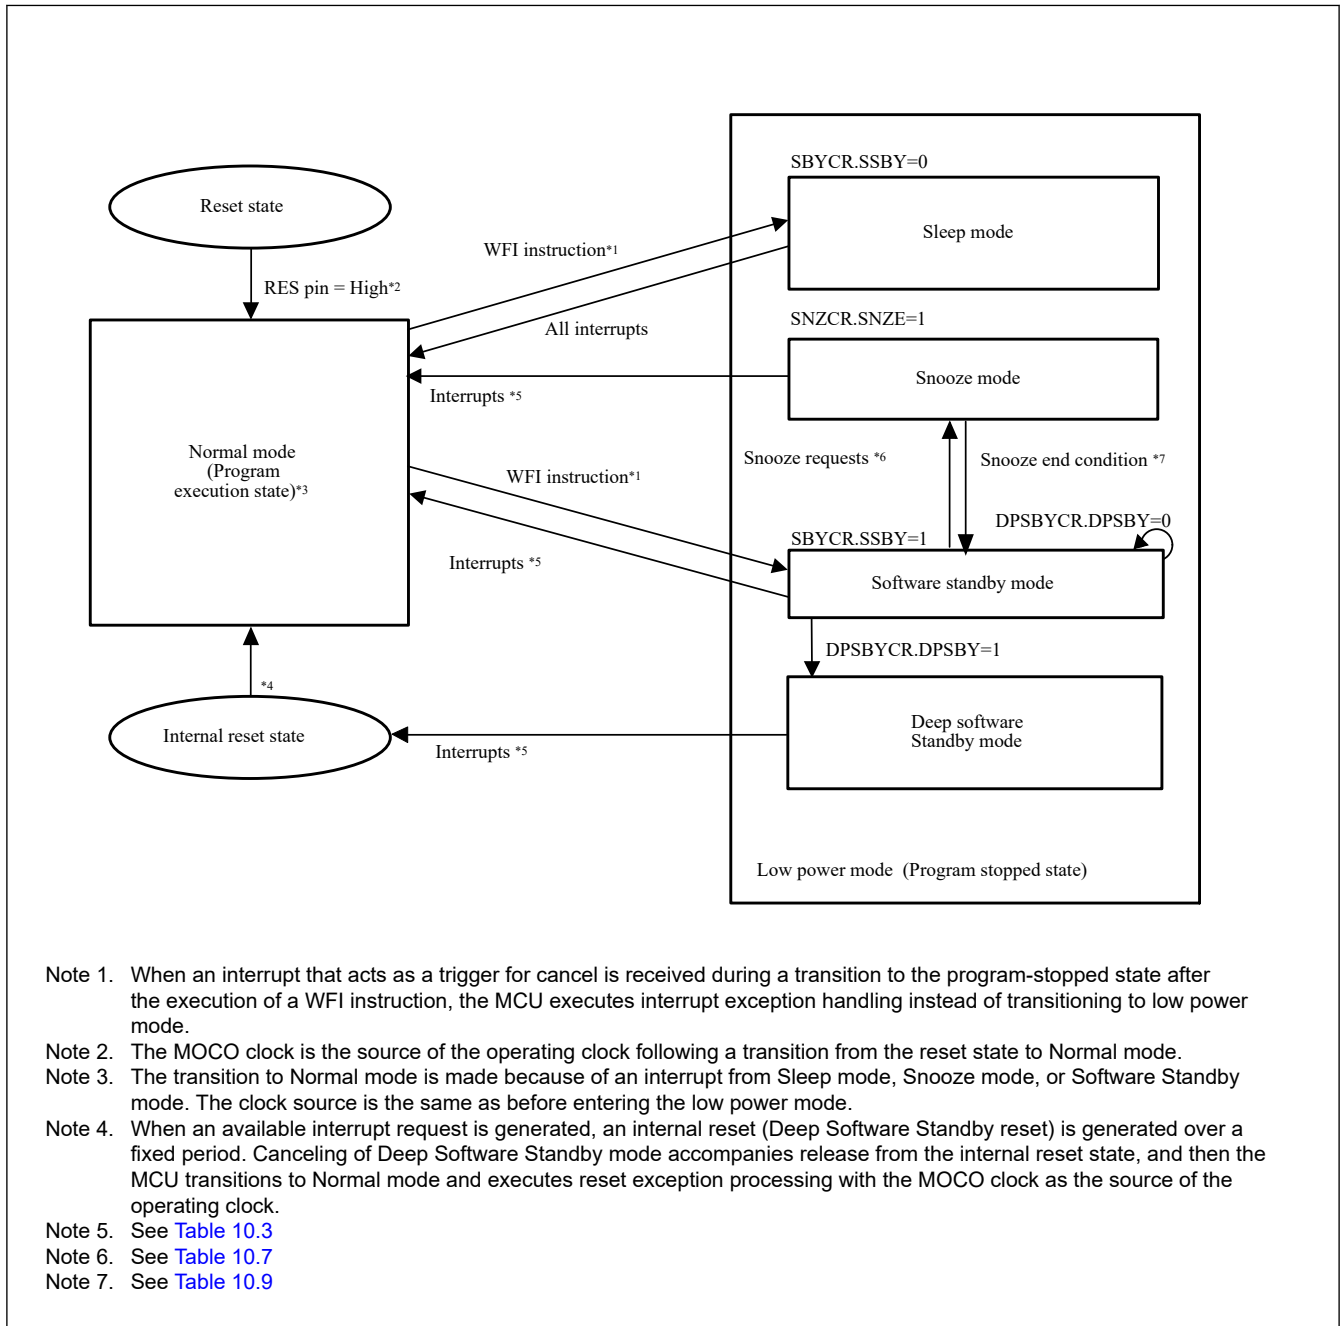 SBYCR.SSBY=0
Reset state
Sleep mode
WFI instruction*1
RES pin = High*2
All interrupts
SNZCR.SNZE=1
Snooze mode
Interrupts *5
Normal mode
(Program
execution state)*3
Snooze requests *6
Snooze end condition *7
WFI instruction*1
DPSBYCR.DPSBY=0
SBYCR.SSBY=1
Interrupts *5
Software standby mode
DPSBYCR.DPSBY=1
*4
Internal reset state
Deep software
Standby mode
Interrupts *5
Low power mode (Program stopped state)
Note 1. When an interrupt that acts as a trigger for cancel is received during a transition to the program-stopped state after
the execution of a WFI instruction, the MCU executes interrupt exception handling instead of transitioning to low power
mode.
Note 2. The MOCO clock is the source of the operating clock following a transition from the reset state to Normal mode.
Note 3. The transition to Normal mode is made because of an interrupt from Sleep mode, Snooze mode, or Software Standby
mode. The clock source is the same as before entering the low power mode.
Note 4. When an available interrupt request is generated, an internal reset (Deep Software Standby reset) is generated over a
fixed period. Canceling of Deep Software Standby mode accompanies release from the internal reset state, and then the
MCU transitions to Normal mode and executes reset exception processing with the MOCO clock as the source of the
operating clock.
Note 5. See Table 10.3
Note 6. See Table 10.7
Note 7. See Table 10.9